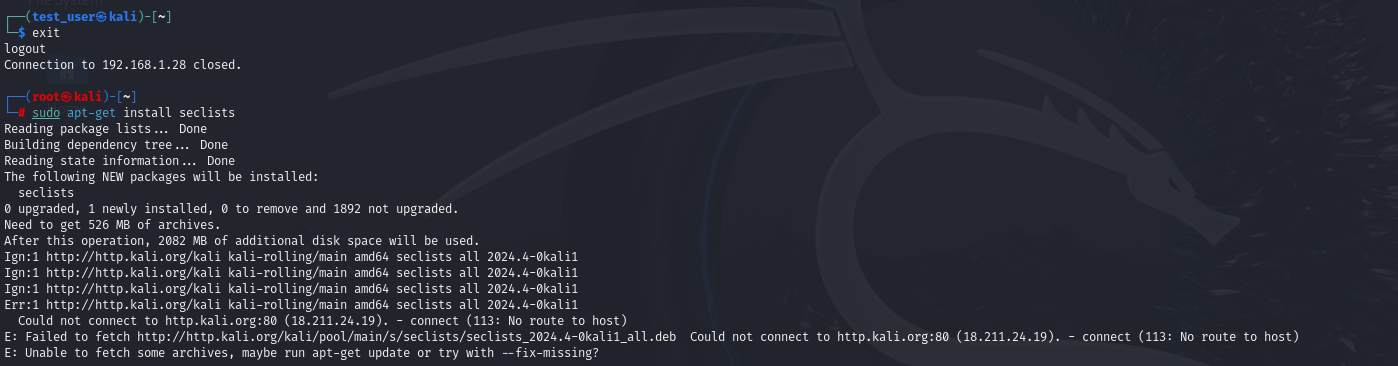 The System
┌──(test_user㉿kali)-[~]
└─$ exit
logout
Connection to 192.168.1.28 closed.
┌──(root㉿kali)-[~]
└─# sudo apt-get install seclists
Reading package lists... Done
Building dependency tree... Done
Reading state information... Done
The following NEW packages will be installed:
  seclists
0 upgraded, 1 newly installed, 0 to remove and 1892 not upgraded.
Need to get 526 MB of archives.
After this operation, 2082 MB of additional disk space will be used.
Ign:1 http://http.kali.org/kali kali-rolling/main amd64 seclists all 2024.4-0kali1
Ign:1 http://http.kali.org/kali kali-rolling/main amd64 seclists all 2024.4-0kali1
Ign:1 http://http.kali.org/kali kali-rolling/main amd64 seclists all 2024.4-0kali1
Err:1 http://http.kali.org/kali kali-rolling/main amd64 seclists all 2024.4-0kali1
  Could not connect to http.kali.org:80 (18.211.24.19). - connect (113: No route to host)
E: Failed to fetch http://http.kali.org/kali/pool/main/s/seclists/seclists_2024.4-0kali1_all.deb  Could not connect to http.kali.org:80 (18.211.24.19). - connect (113: No route to host)
E: Unable to fetch some archives, maybe run apt-get update or try with --fix-missing?